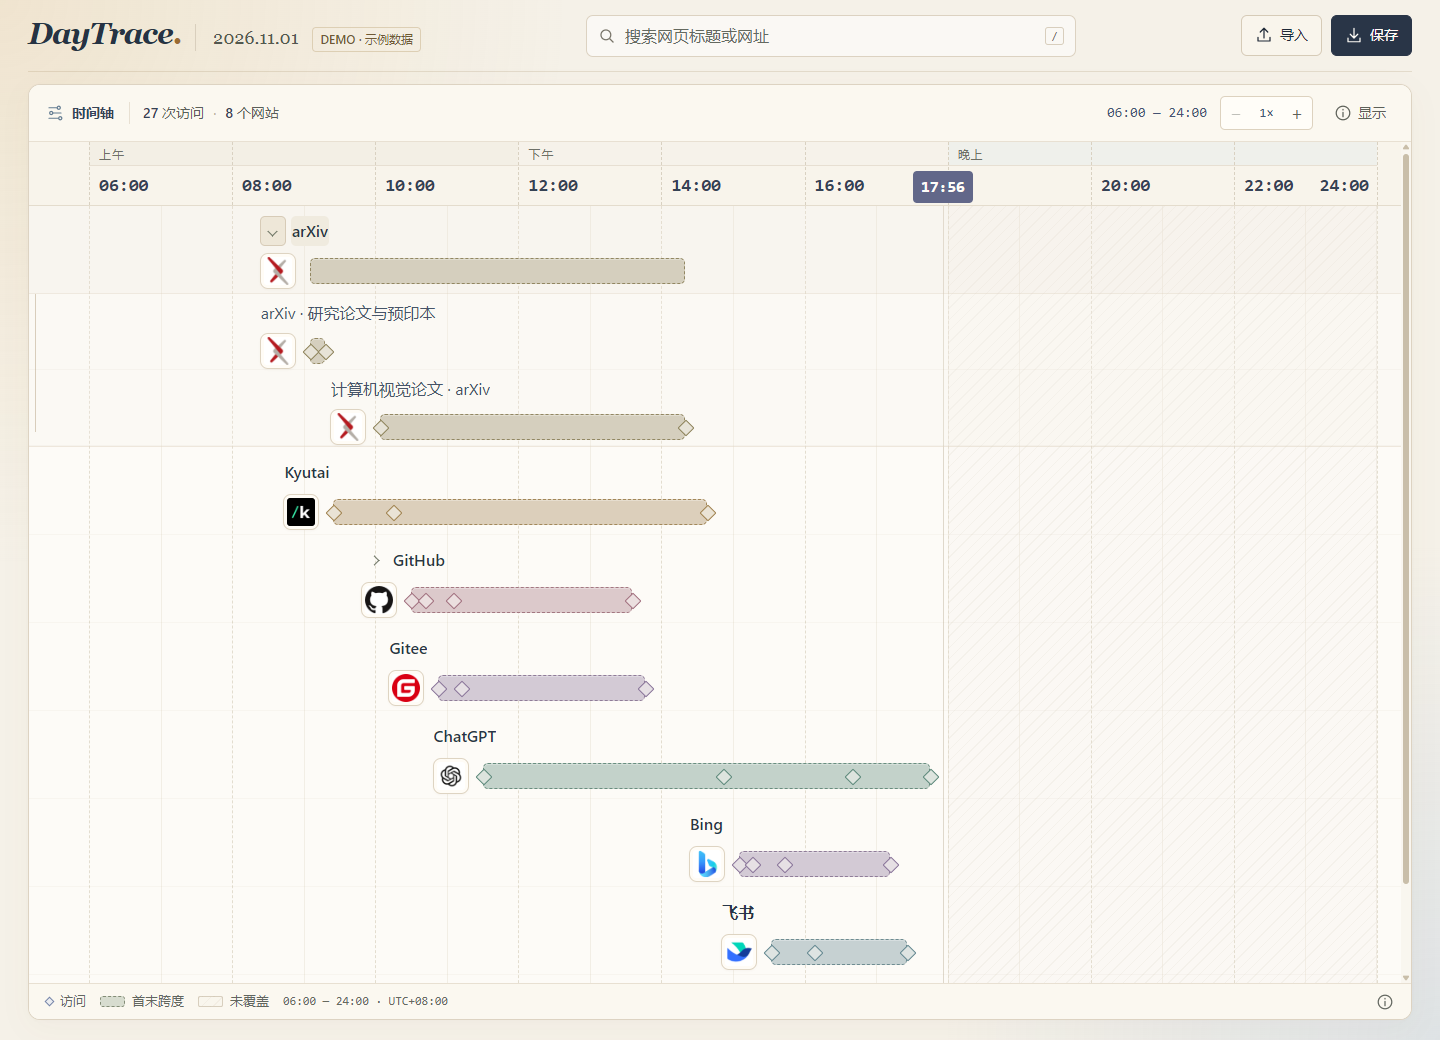 DayTrace.
2026.11.01
DEMO · 示例数据
搜索网页标题或网址
/
导入
保存
时间轴
27 次访问 · 8 个网站
06:00 — 24:00
− 1× +
显示
上午
下午
晚上
06:00
08:00
10:00
12:00
14:00
16:00
17:56
20:00
22:00
24:00
arXiv
arXiv · 研究论文与预印本
计算机视觉论文 · arXiv
Kyutai
/k
GitHub
Gitee
G
ChatGPT
Bing
飞书
访问
首末跨度
未覆盖
06:00 — 24:00 · UTC+08:00